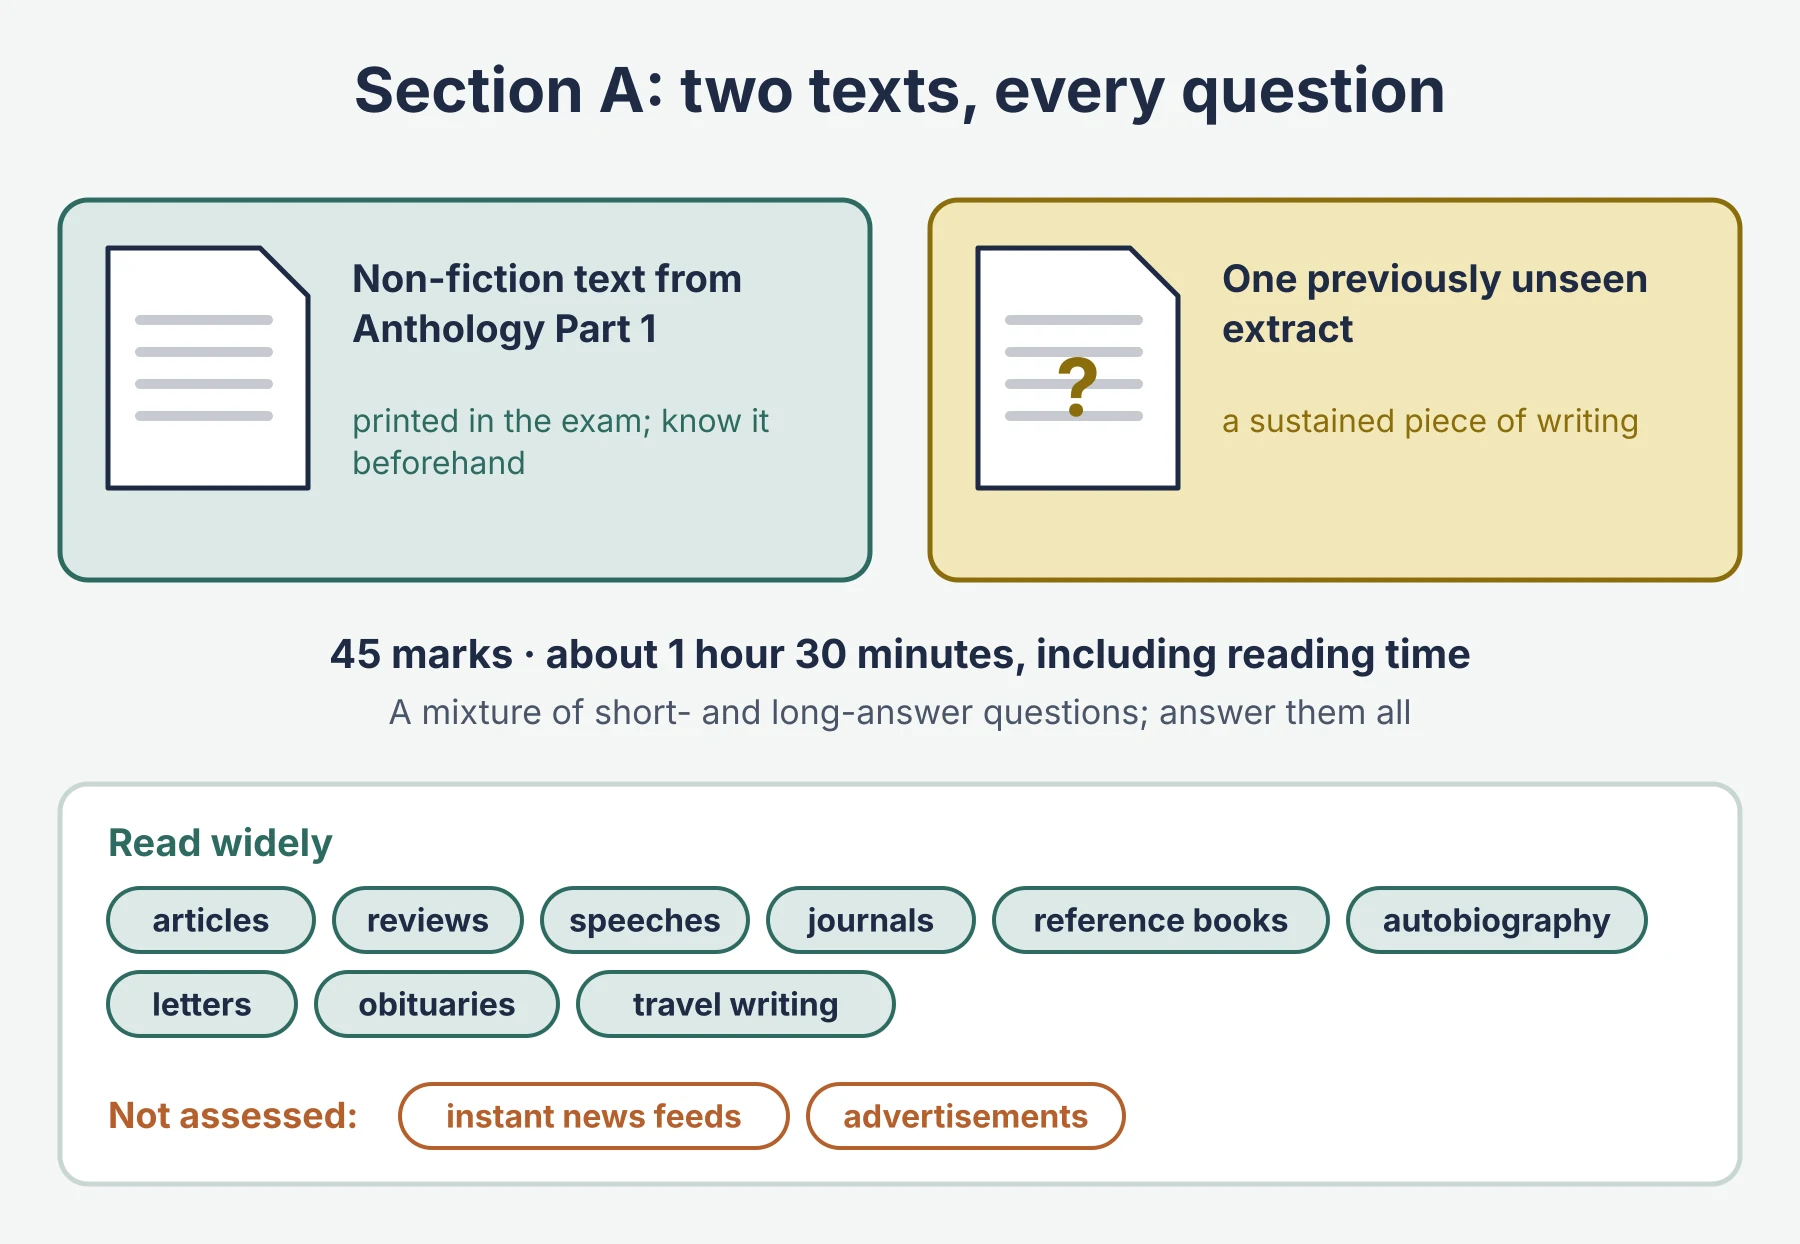 Section A: two texts, every question
Non-fiction text from
Anthology Part 1
printed in the exam; know it
beforehand
?
One previously unseen
extract
a sustained piece of writing
45 marks · about 1 hour 30 minutes, including reading time
A mixture of short- and long-answer questions; answer them all
Read widely
articles reviews speeches journals reference books autobiography
letters obituaries travel writing
Not assessed: instant news feeds advertisements